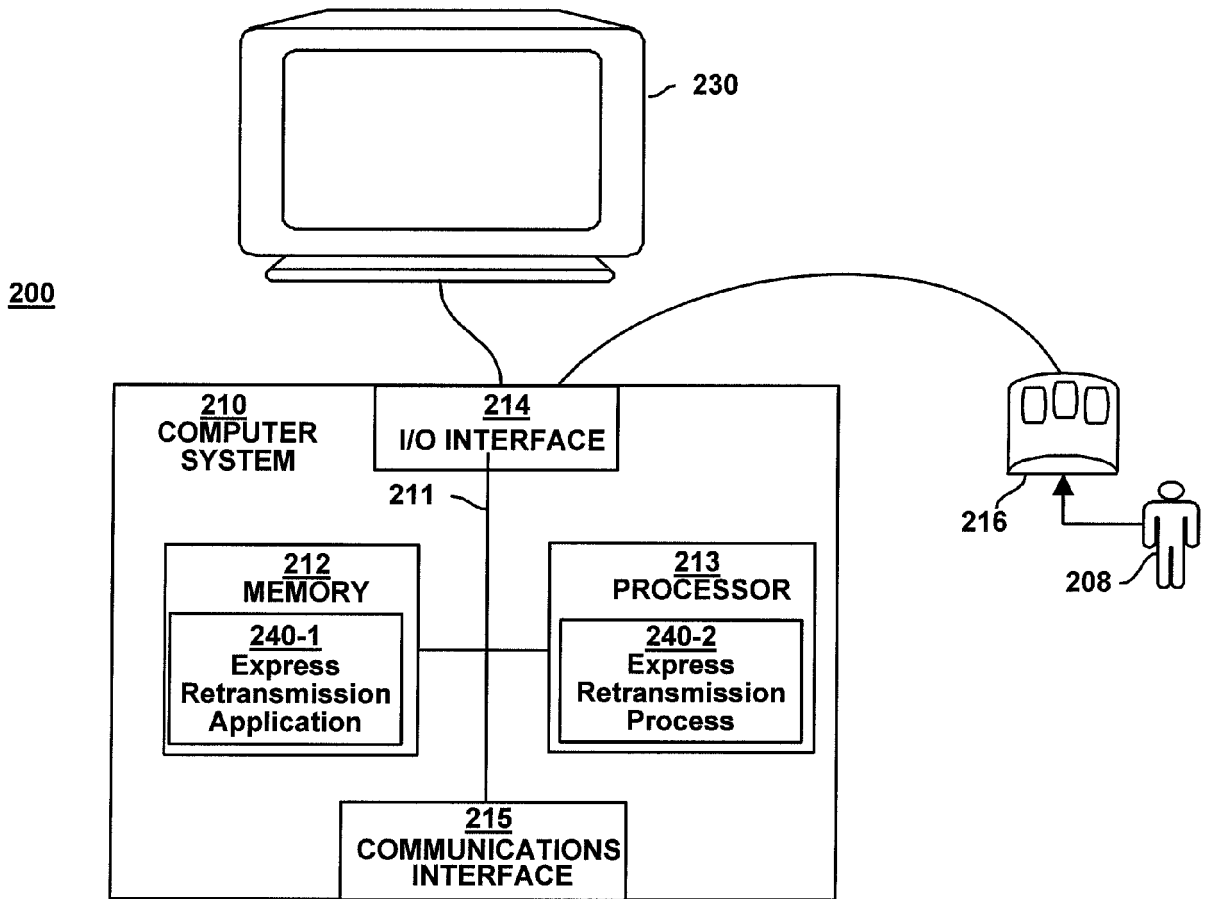 230
200
210
COMPUTER
SYSTEM
214
I/O INTERFACE
211
216
208
212
MEMORY
240-1
Express
Retransmission
Application
213
PROCESSOR
240-2
Express
Retransmission
Process
215
COMMUNICATIONS
INTERFACE